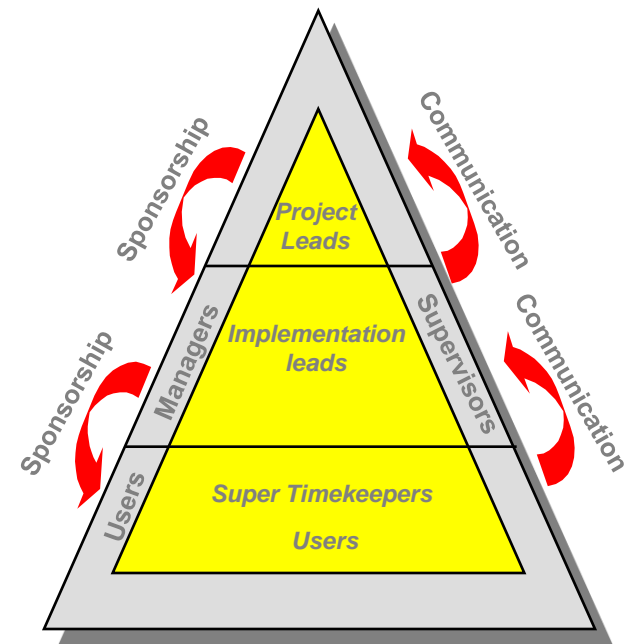 Sponsorship
Communication
Project
Leads
Managers
Supervisors
Implementation
leads
Sponsorship
Communication
Users
Super Timekeepers
Users